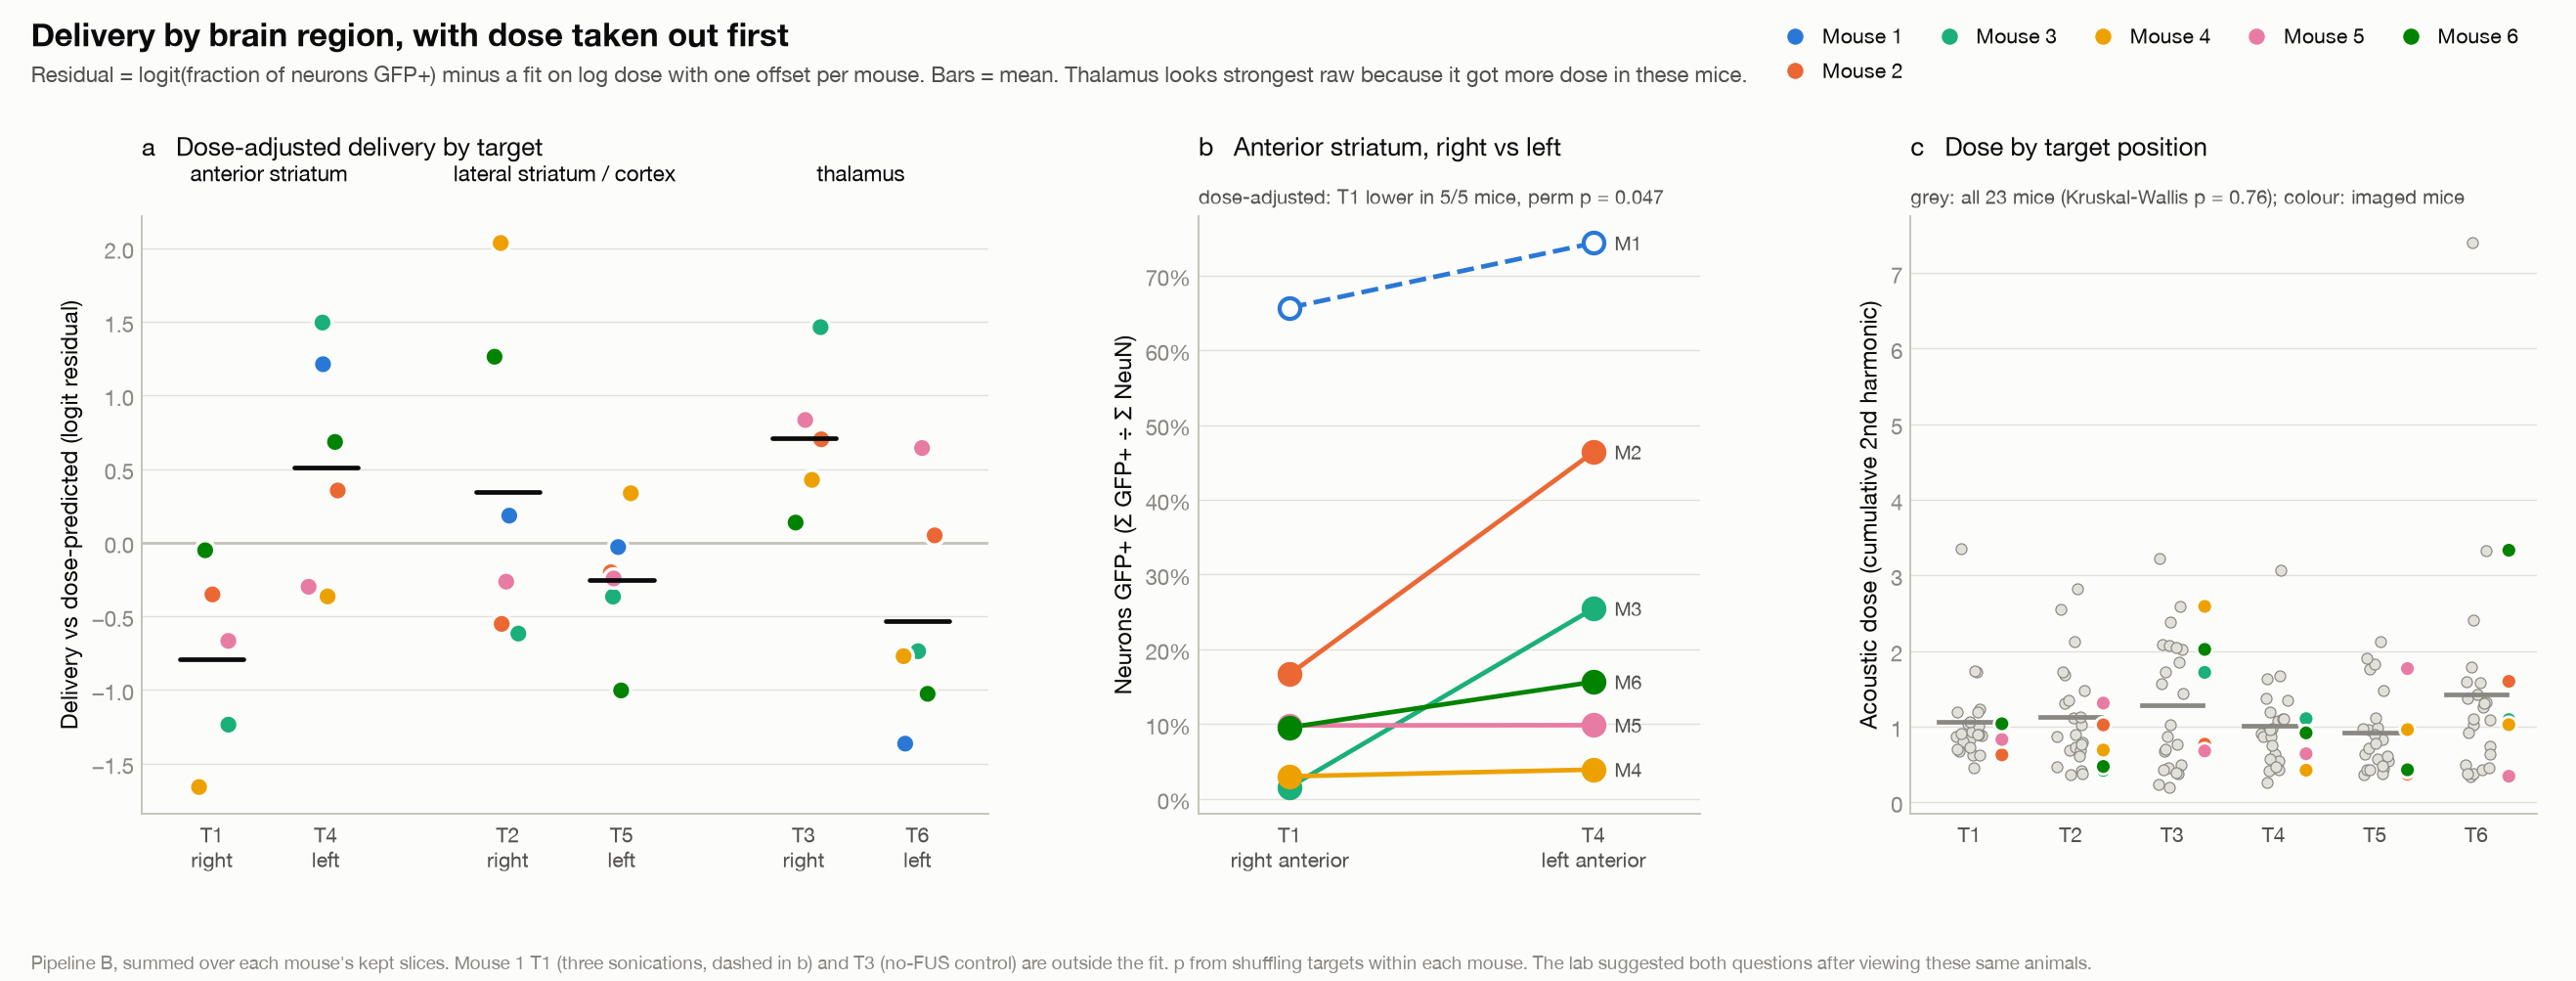 Delivery by brain region, with dose taken out first
Residual = logit(fraction of neurons GFP+) minus a fit on log dose with one offset per mouse. Bars = mean. Thalamus looks strongest raw because it got more dose in these mice.
Mouse 1
Mouse 3
Mouse 4
Mouse 5
Mouse 6
Mouse 2
a Dose-adjusted delivery by target
anterior striatum
lateral striatum / cortex
thalamus
Delivery vs dose-predicted (logit residual)
2.0
1.5
1.0
0.5
0.0
−0.5
−1.0
−1.5
T1
right
T4
left
T2
right
T5
left
T3
right
T6
left
b Anterior striatum, right vs left
dose-adjusted: T1 lower in 5/5 mice, perm p = 0.047
Neurons GFP+ (Σ GFP+ ÷ Σ NeuN)
70%
60%
50%
40%
30%
20%
10%
0%
M1
M2
M3
M6
M5
M4
T1
right anterior
T4
left anterior
c Dose by target position
grey: all 23 mice (Kruskal-Wallis p = 0.76); colour: imaged mice
Acoustic dose (cumulative 2nd harmonic)
7
6
5
4
3
2
1
0
T1
T2
T3
T4
T5
T6
Pipeline B, summed over each mouse's kept slices. Mouse 1 T1 (three sonications, dashed in b) and T3 (no-FUS control) are outside the fit. p from shuffling targets within each mouse. The lab suggested both questions after viewing these same animals.